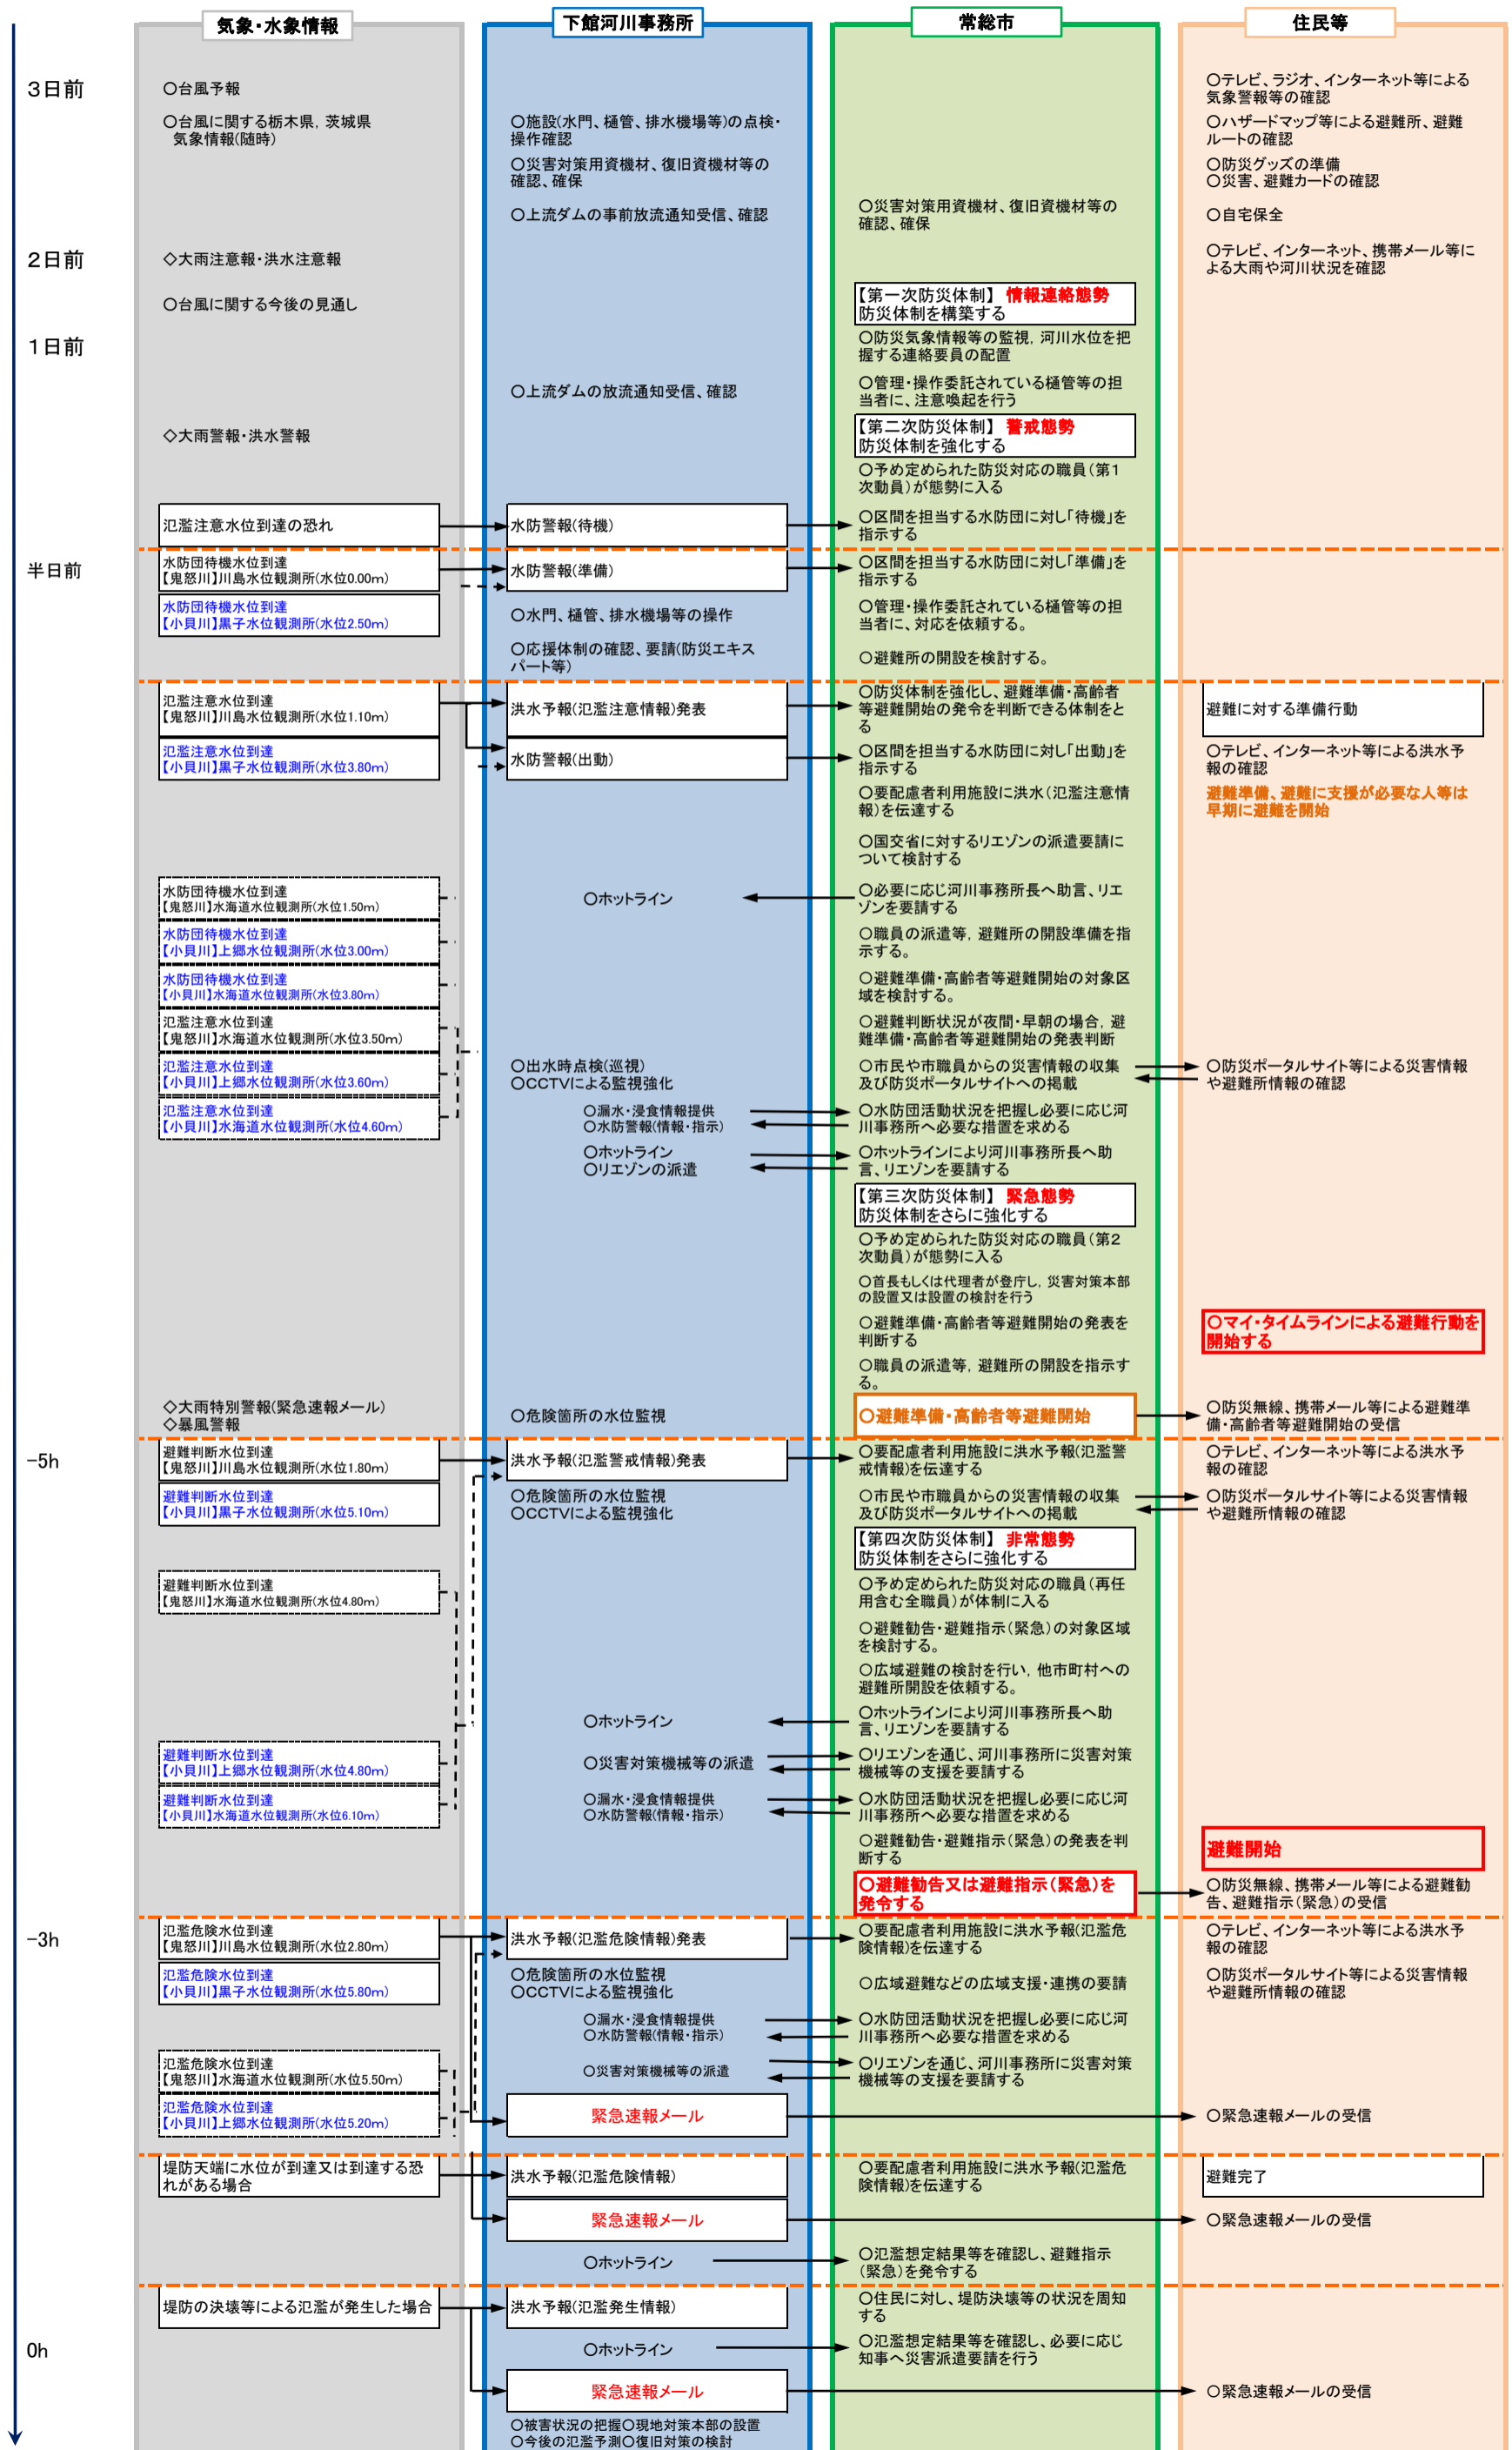 気象・水象情報
下館河川事務所
常総市
住民等
3日前
〇台風予報
〇台風に関する栃木県, 茨城県
気象情報(随時)
〇施設(水門、樋管、排水機場等)の点検・
操作確認
〇災害対策用資機材、復旧資機材等の
確認、確保
〇上流ダムの事前放流通知受信、確認
〇災害対策用資機材、復旧資機材等の
確認、確保
〇テレビ、ラジオ、インターネット等による
気象警報等の確認
〇ハザードマップ等による避難所、避難
ルートの確認
〇防災グッズの準備
〇災害、避難カードの確認
〇自宅保全
2日前
◇大雨注意報・洪水注意報
〇台風に関する今後の見通し
【第一次防災体制】 情報連絡態勢
防災体制を構築する
〇テレビ、インターネット、携帯メール等に
よる大雨や河川状況を確認
1日前
〇防災気象情報等の監視, 河川水位を把
握する連絡要員の配置
〇上流ダムの放流通知受信、確認
〇管理・操作委託されている樋管等の担
当者に、注意喚起を行う
◇大雨警報・洪水警報
【第二次防災体制】 警戒態勢
防災体制を強化する
〇予め定められた防災対応の職員(第1
次動員)が態勢に入る
氾濫注意水位到達の恐れ
水防警報(待機)
〇区間を担当する水防団に対し「待機」を
指示する
半日前
水防団待機水位到達
【鬼怒川】川島水位観測所(水位0.00m)
水防団待機水位到達
【小貝川】黒子水位観測所(水位2.50m)
水防警報(準備)
〇水門、樋管、排水機場等の操作
〇応援体制の確認、要請(防災エキス
パート等)
〇区間を担当する水防団に対し「準備」を
指示する
〇管理・操作委託されている樋管等の担
当者に、対応を依頼する。
〇避難所の開設を検討する。
氾濫注意水位到達
【鬼怒川】川島水位観測所(水位1.10m)
氾濫注意水位到達
【小貝川】黒子水位観測所(水位3.80m)
洪水予報(氾濫注意情報)発表
水防警報(出動)
〇防災体制を強化し、避難準備・高齢者
等避難開始の発令を判断できる体制をと
る
〇区間を担当する水防団に対し「出動」を
指示する
〇要配慮者利用施設に洪水(氾濫注意情
報)を伝達する
〇国交省に対するリエゾンの派遣要請に
ついて検討する
避難に対する準備行動
〇テレビ、インターネット等による洪水予
報の確認
避難準備、避難に支援が必要な人等は
早期に避難を開始
水防団待機水位到達
【鬼怒川】水海道水位観測所(水位1.50m)
水防団待機水位到達
【小貝川】上郷水位観測所(水位3.00m)
水防団待機水位到達
【小貝川】水海道水位観測所(水位3.80m)
氾濫注意水位到達
【鬼怒川】水海道水位観測所(水位3.50m)
氾濫注意水位到達
【小貝川】上郷水位観測所(水位3.60m)
氾濫注意水位到達
【小貝川】水海道水位観測所(水位4.60m)
〇ホットライン
〇出水時点検(巡視)
〇CCTVによる監視強化
〇漏水・浸食情報提供
〇水防警報(情報・指示)
〇ホットライン
〇リエゾンの派遣
〇必要に応じ河川事務所長へ助言、リエ
ゾンを要請する
〇職員の派遣等, 避難所の開設準備を指
示する。
〇避難準備・高齢者等避難開始の対象区
域を検討する。
〇避難判断状況が夜間・早朝の場合, 避
難準備・高齢者等避難開始の発表判断
〇市民や市職員からの災害情報の収集
及び防災ポータルサイトへの掲載
〇水防団活動状況を把握し必要に応じ河
川事務所へ必要な措置を求める
〇ホットラインにより河川事務所長へ助
言、リエゾンを要請する
〇防災ポータルサイト等による災害情報
や避難所情報の確認
【第三次防災体制】 緊急態勢
防災体制をさらに強化する
〇予め定められた防災対応の職員(第2
次動員)が態勢に入る
〇首長もしくは代理者が登庁し, 災害対策本部
の設置又は設置の検討を行う
〇避難準備・高齢者等避難開始の発表を
判断する
〇職員の派遣等, 避難所の開設を指示す
る。
〇マイ・タイムラインによる避難行動を
開始する
◇大雨特別警報(緊急速報メール)
◇暴風警報
〇危険箇所の水位監視
〇避難準備・高齢者等避難開始
〇防災無線、携帯メール等による避難準
備・高齢者等避難開始の受信
-5h
避難判断水位到達
【鬼怒川】川島水位観測所(水位1.80m)
避難判断水位到達
【小貝川】黒子水位観測所(水位5.10m)
洪水予報(氾濫警戒情報)発表
〇危険箇所の水位監視
〇CCTVによる監視強化
〇要配慮者利用施設に洪水予報(氾濫警
戒情報)を伝達する
〇市民や市職員からの災害情報の収集
及び防災ポータルサイトへの掲載
〇テレビ、インターネット等による洪水予
報の確認
〇防災ポータルサイト等による災害情報
や避難所情報の確認
【第四次防災体制】 非常態勢
防災体制をさらに強化する
避難判断水位到達
【鬼怒川】水海道水位観測所(水位4.80m)
〇予め定められた防災対応の職員(再任
用含む全職員)が体制に入る
〇避難勧告・避難指示(緊急)の対象区域
を検討する。
〇広域避難の検討を行い, 他市町村への
避難所開設を依頼する。
〇ホットライン
〇ホットラインにより河川事務所長へ助
言、リエゾンを要請する
避難判断水位到達
【小貝川】上郷水位観測所(水位4.80m)
避難判断水位到達
【小貝川】水海道水位観測所(水位6.10m)
〇災害対策機械等の派遣
〇漏水・浸食情報提供
〇水防警報(情報・指示)
〇リエゾンを通じ、河川事務所に災害対策
機械等の支援を要請する
〇水防団活動状況を把握し必要に応じ河
川事務所へ必要な措置を求める
〇避難勧告・避難指示(緊急)の発表を判
断する
避難開始
〇避難勧告又は避難指示(緊急)を
発令する
〇防災無線、携帯メール等による避難勧
告、避難指示(緊急)の受信
-3h
氾濫危険水位到達
【鬼怒川】川島水位観測所(水位2.80m)
氾濫危険水位到達
【小貝川】黒子水位観測所(水位5.80m)
洪水予報(氾濫危険情報)発表
〇危険箇所の水位監視
〇CCTVによる監視強化
〇漏水・浸食情報提供
〇水防警報(情報・指示)
〇災害対策機械等の派遣
〇要配慮者利用施設に洪水予報(氾濫危
険情報)を伝達する
〇広域避難などの広域支援・連携の要請
〇水防団活動状況を把握し必要に応じ河
川事務所へ必要な措置を求める
〇リエゾンを通じ、河川事務所に災害対策
機械等の支援を要請する
〇テレビ、インターネット等による洪水予
報の確認
〇防災ポータルサイト等による災害情報
や避難所情報の確認
氾濫危険水位到達
【鬼怒川】水海道水位観測所(水位5.50m)
氾濫危険水位到達
【小貝川】上郷水位観測所(水位5.20m)
緊急速報メール
〇緊急速報メールの受信
堤防天端に水位が到達又は到達する恐
れがある場合
洪水予報(氾濫危険情報)
〇要配慮者利用施設に洪水予報(氾濫危
険情報)を伝達する
避難完了
緊急速報メール
〇緊急速報メールの受信
〇ホットライン
〇氾濫想定結果等を確認し、避難指示
(緊急)を発令する
堤防の決壊等による氾濫が発生した場合
洪水予報(氾濫発生情報)
〇住民に対し、堤防決壊等の状況を周知
する
0h
〇ホットライン
〇氾濫想定結果等を確認し、必要に応じ
知事へ災害派遣要請を行う
緊急速報メール
〇緊急速報メールの受信
〇被害状況の把握〇現地対策本部の設置
〇今後の氾濫予測〇復旧対策の検討